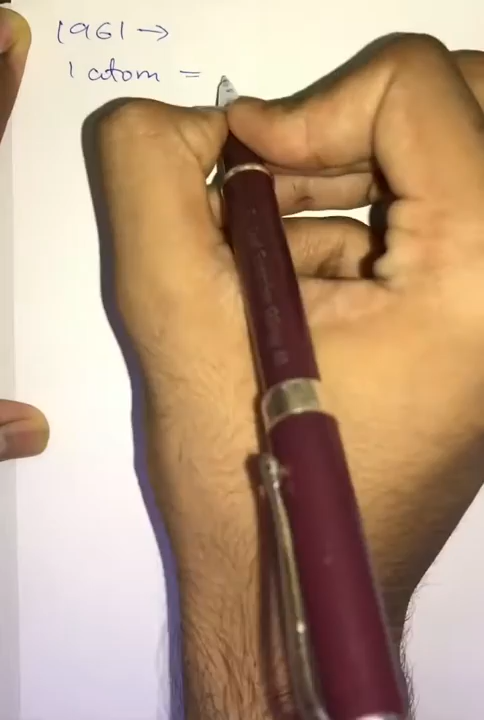 1961 →
1 atom =